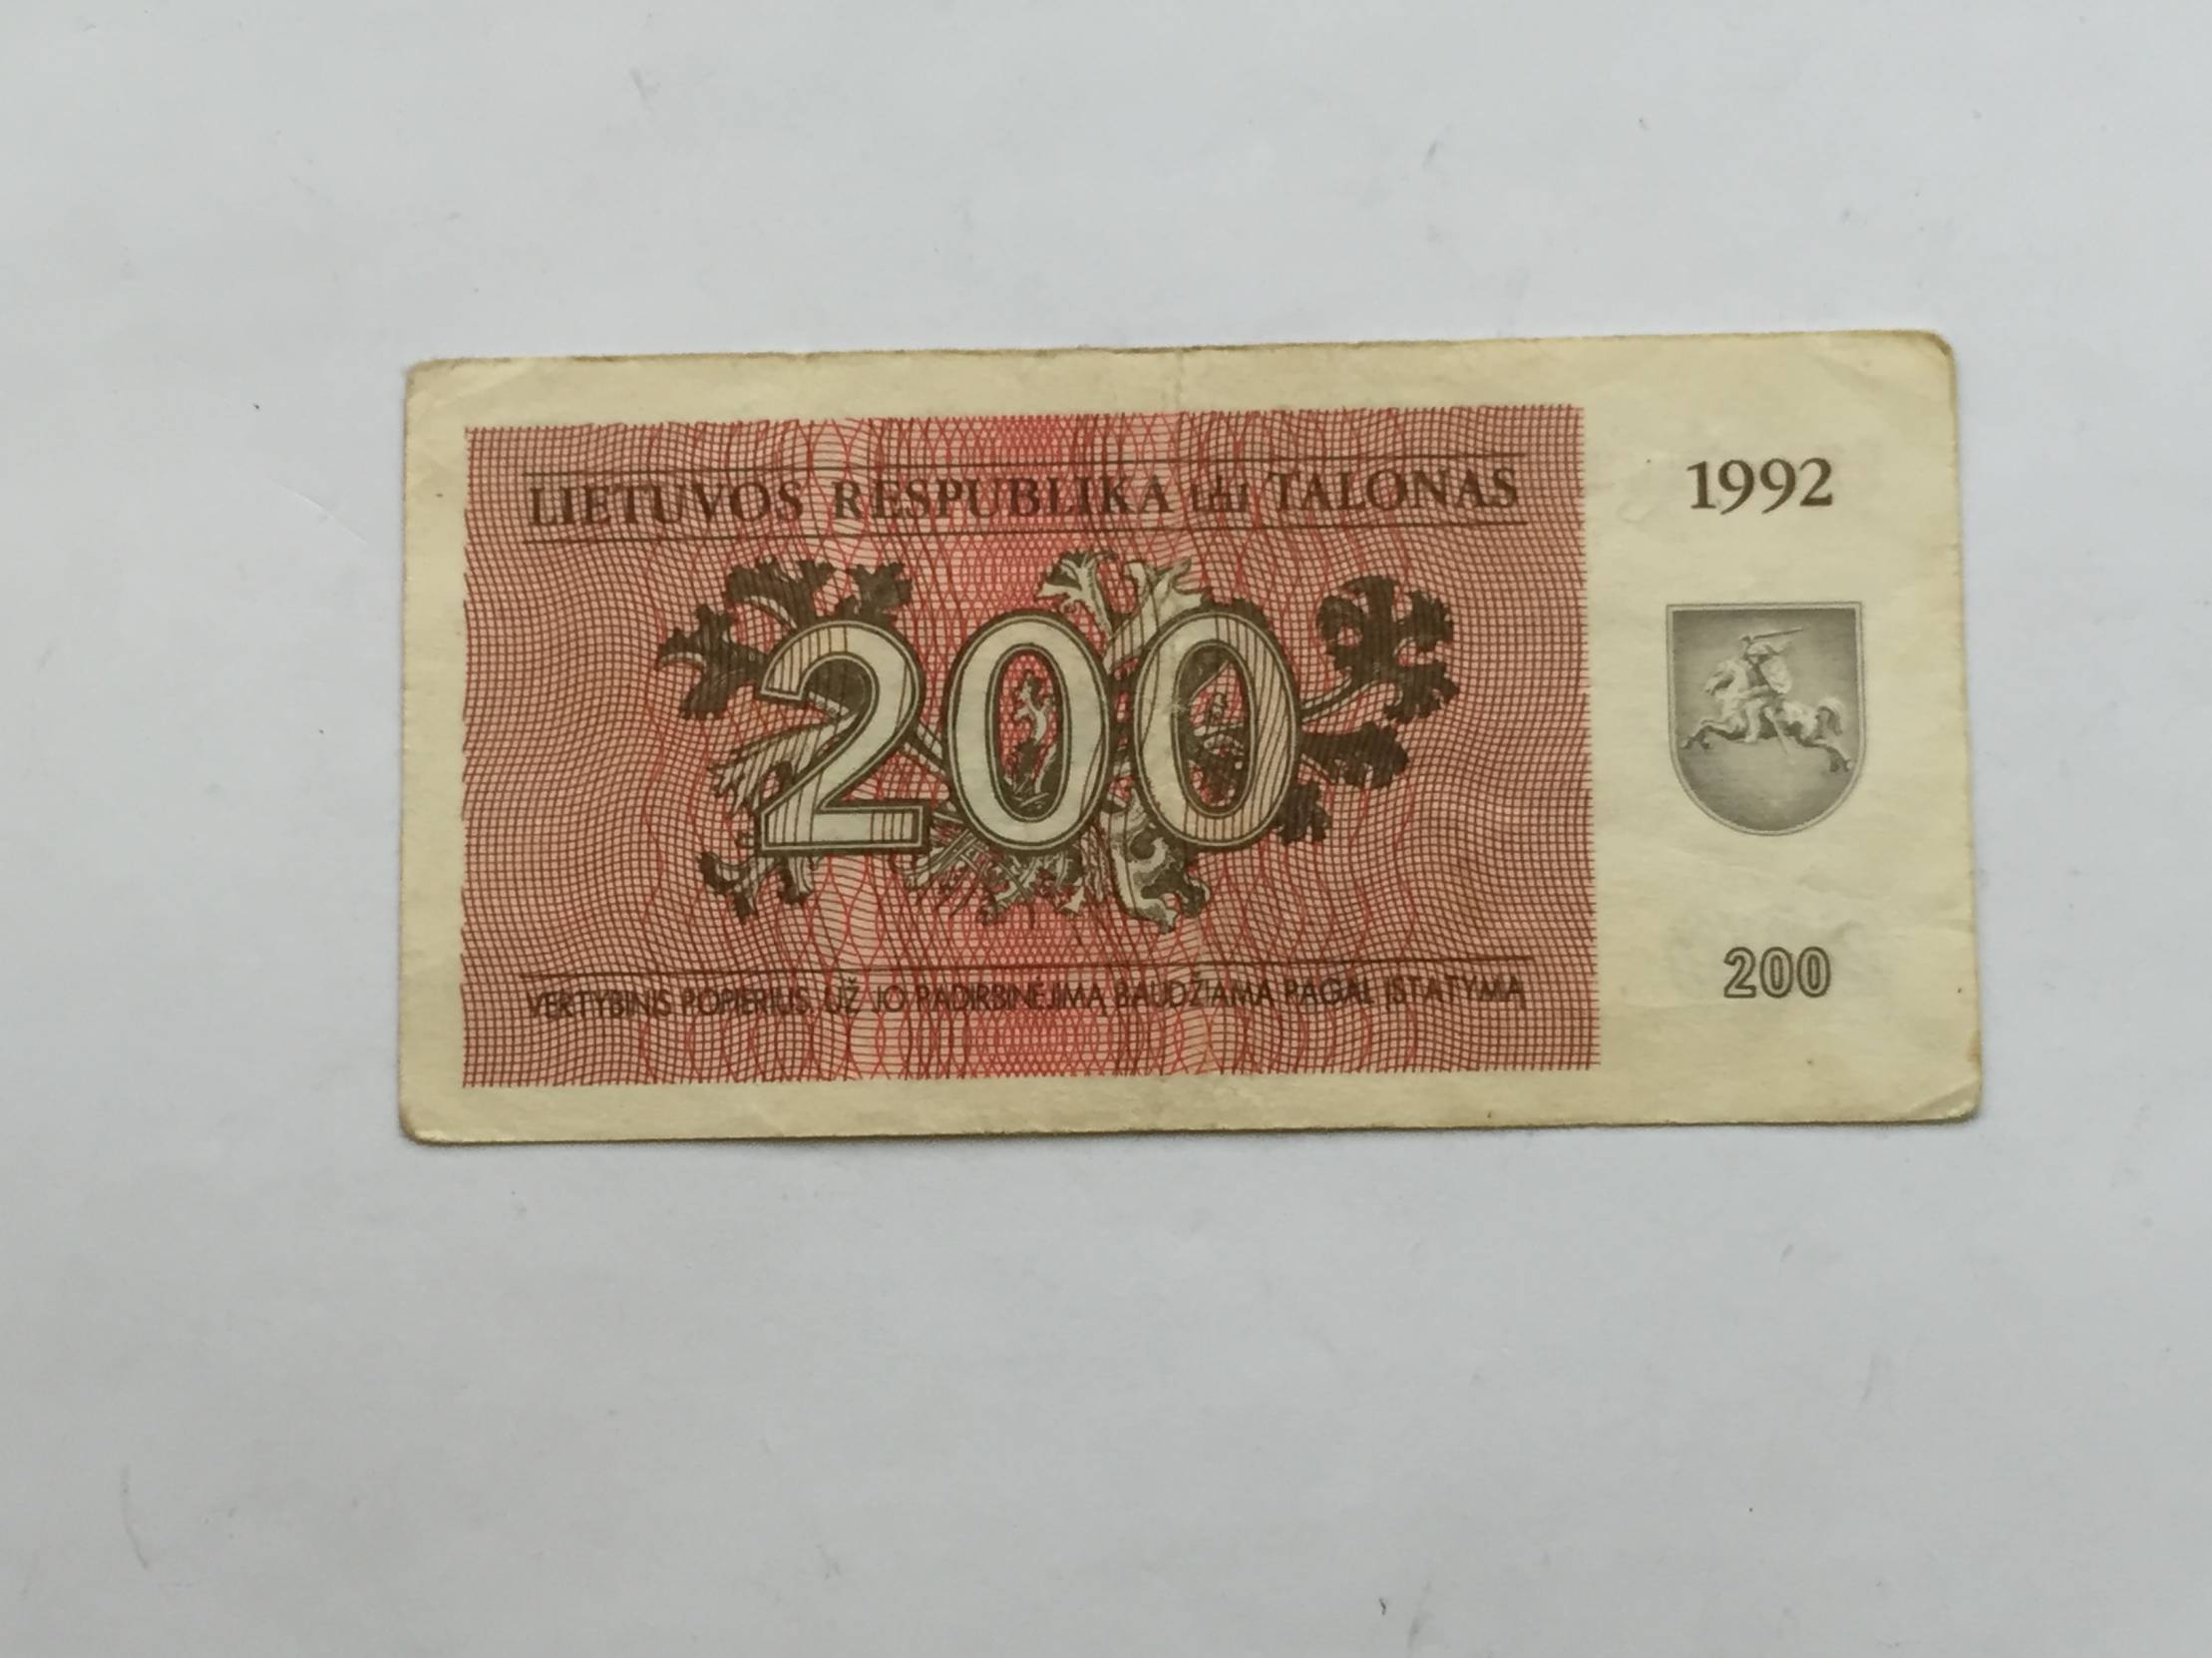 LIETUVOS RESPUBLIKA TALONAS
1992
200
VERTYBINIS POPIERIUS. UŽ JO PADIRBINĖJIMĄ BAUDŽIAMA PAGAL ĮSTATYMĄ
200